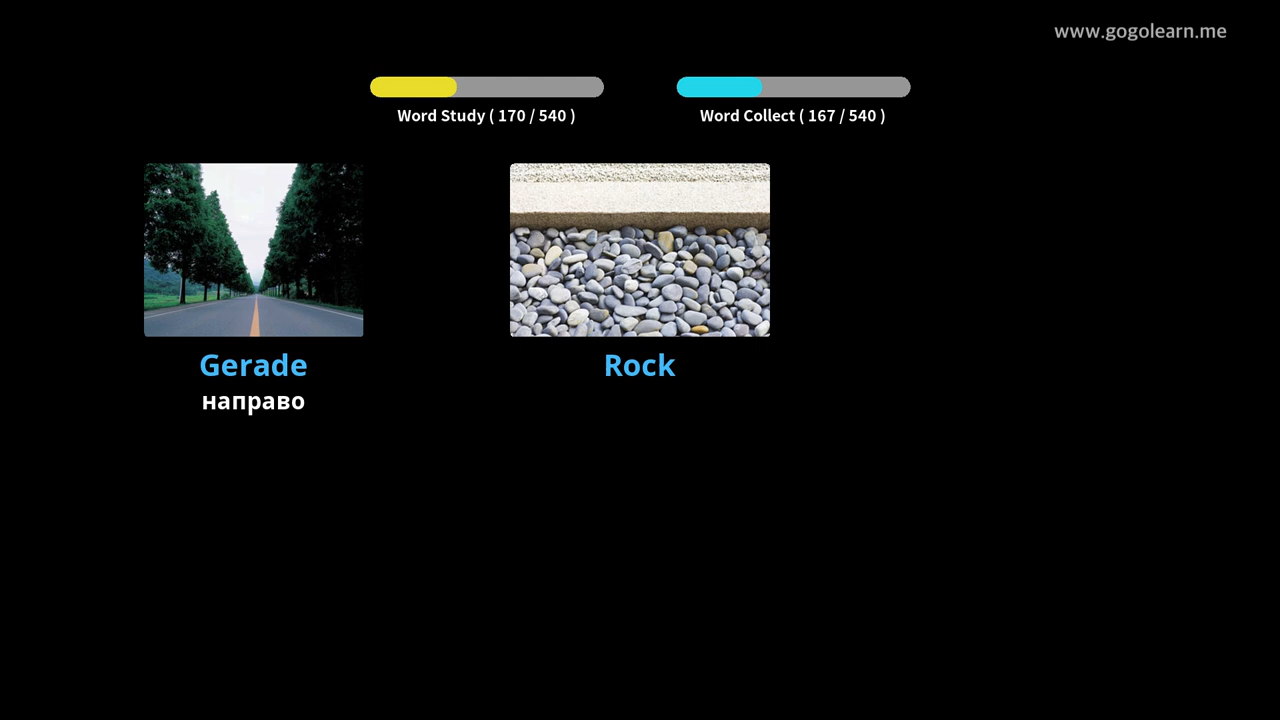 www.gogolearn.me
Word Study ( 170 / 540 )
Word Collect ( 167 / 540 )
Gerade
направо
Rock